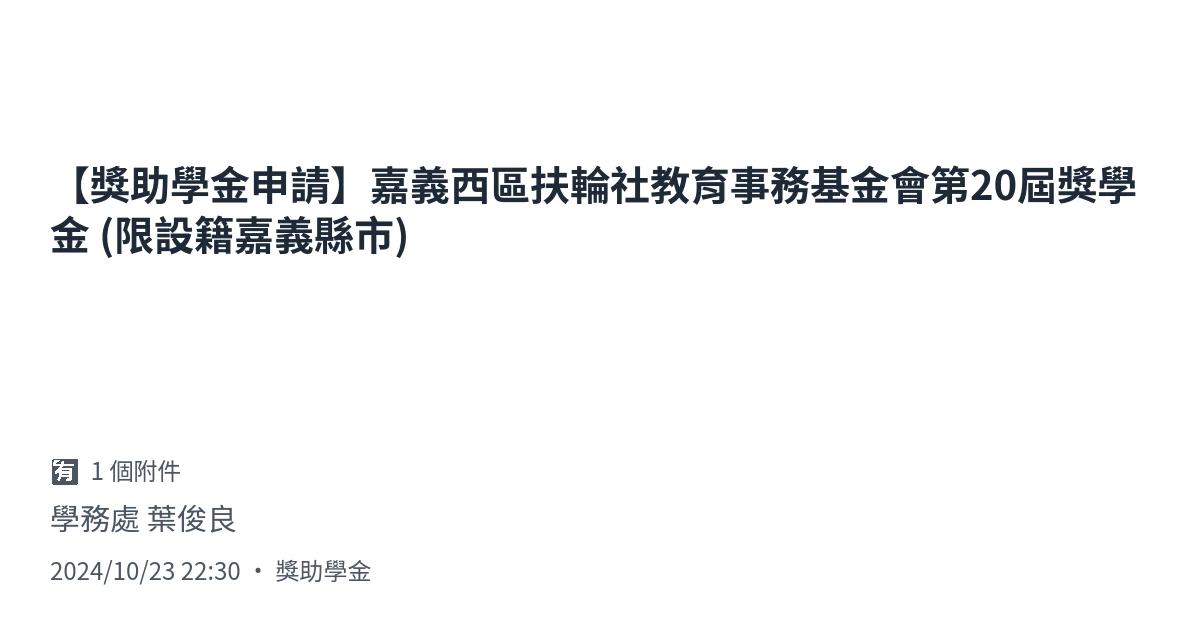 【獎助學金申請】嘉義西區扶輪社教育事務基金會第20屆獎學
金 (限設籍嘉義縣市)
有 1 個附件
學務處 葉俊良
2024/10/23 22:30 ・ 獎助學金